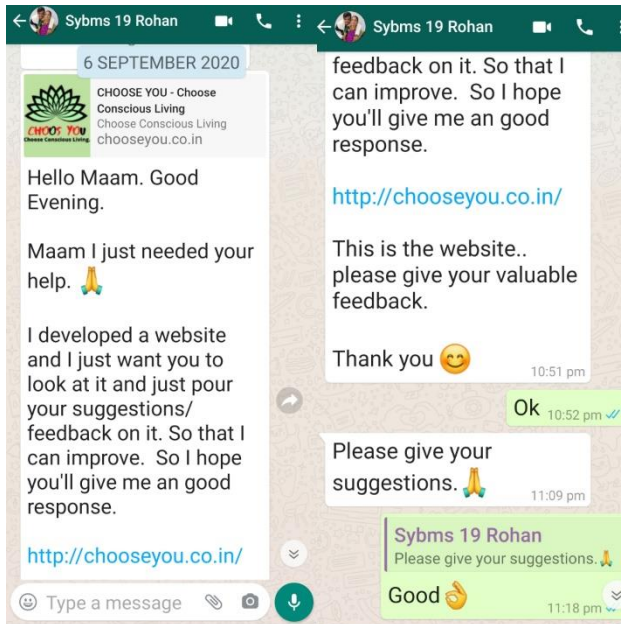 Sybms 19 Rohan
6 SEPTEMBER 2020
CHOOSE YOU - Choose
Conscious Living
Choose Conscious Living
chooseyou.co.in
CHOOS YOU
Choose Conscious Living.
Hello Maam. Good
Evening.
Maam I just needed your
help. 🙏
I developed a website
and I just want you to
look at it and just pour
your suggestions/
feedback on it. So that I
can improve. So I hope
you'll give me an good
response.
http://chooseyou.co.in/
Type a message
Sybms 19 Rohan
feedback on it. So that I
can improve. So I hope
you'll give me an good
response.
http://chooseyou.co.in/
This is the website..
please give your valuable
feedback.
Thank you 😊
10:51 pm
Ok 10:52 pm
Please give your
suggestions. 🙏
11:09 pm
Sybms 19 Rohan
Please give your suggestions. 🙏
Good 👌
11:18 pm